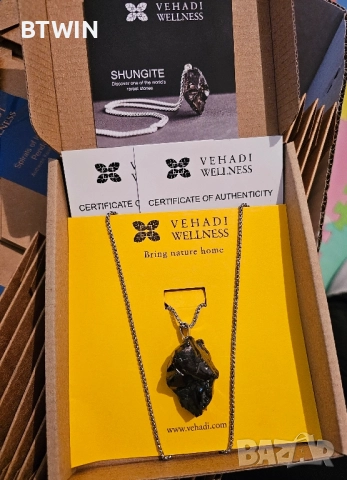 BTWIN
VEHADI
WELLNESS
SHUNGITE
Discover one of the world's
rarest stones
VEHADI
WELLNESS
CERTIFICATE
VEHADI
WELLNESS
CERTIFICATE OF AUTHENTICITY
VEHADI
WELLNESS
Bring nature home
www.vehadi.com
BAZAR